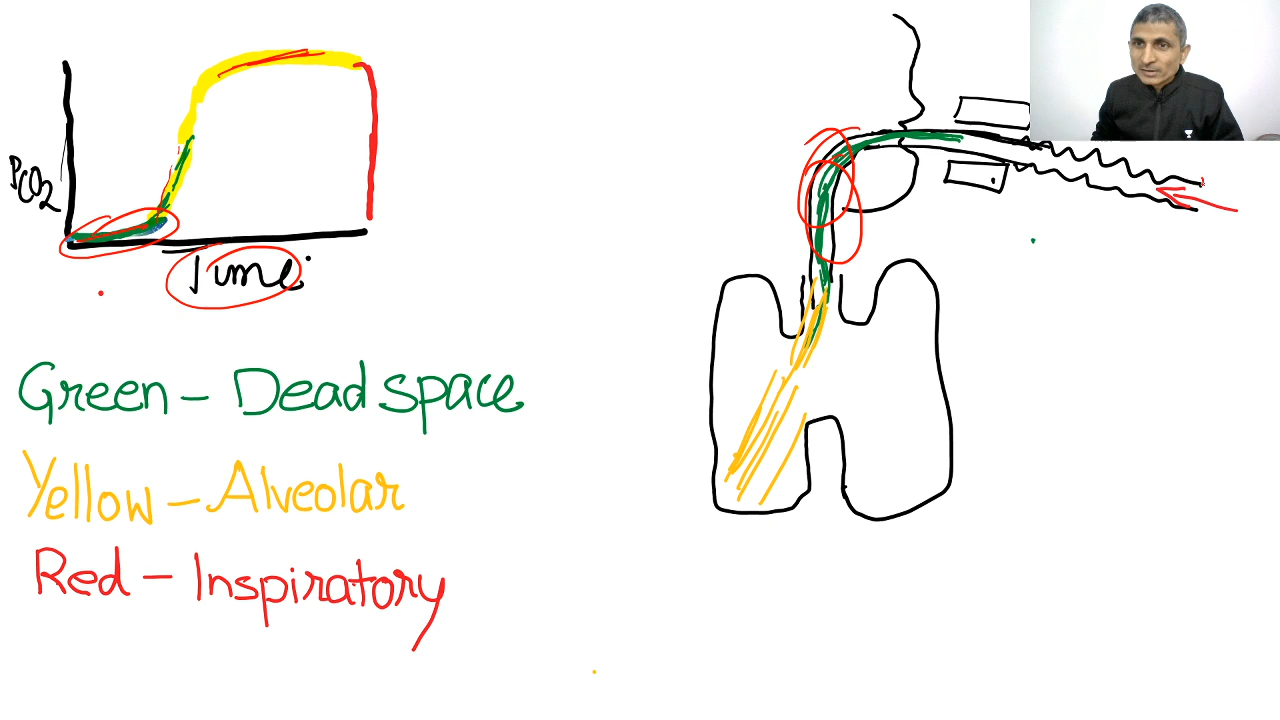 PCO2
Time
Green - Dead space
Yellow - Alveolar
Red - Inspiratory